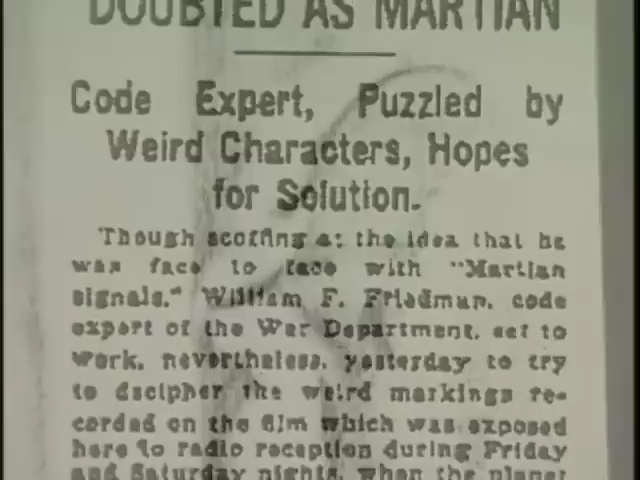 DOUBTED AS MARTIAN
Code Expert, Puzzled by
Weird Characters, Hopes
for Solution.
Though scoffing at the idea that he
was face to face with "Martian
signals," William F. Friedman, code
expert of the War Department, set to
work, nevertheless, yesterday to try
to decipher the weird markings re-
corded on the film which was exposed
here to radio reception during Friday
and Saturday nights, when the planet